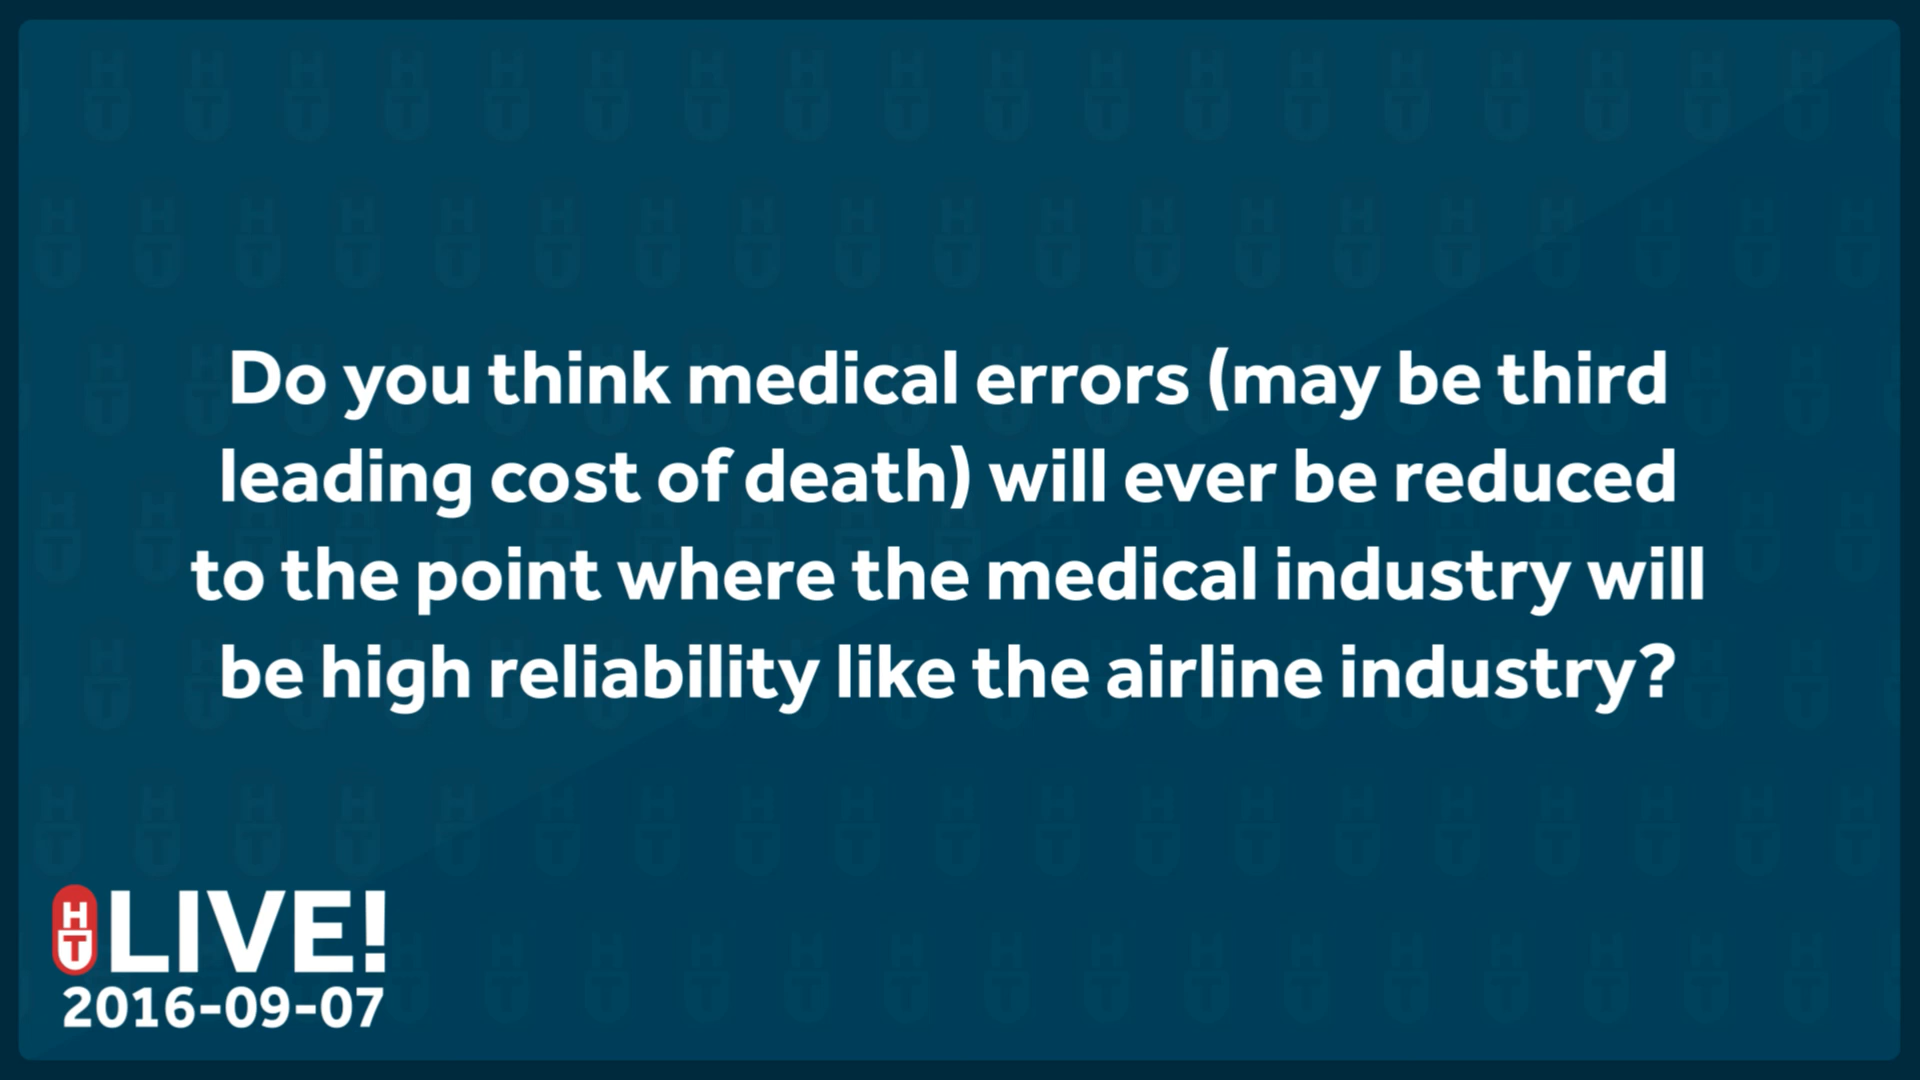 Do you think medical errors (may be third
leading cost of death) will ever be reduced
to the point where the medical industry will
be high reliability like the airline industry?
HT LIVE!
2016-09-07